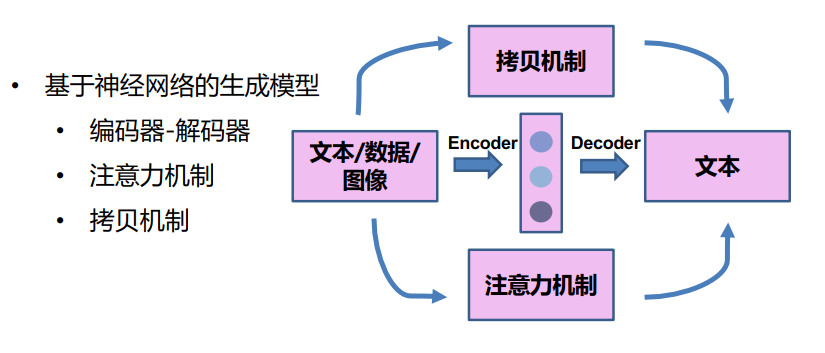 • 基于神经网络的生成模型
• 编码器-解码器
• 注意力机制
• 拷贝机制
拷贝机制
文本/数据/
图像
Encoder
Decoder
文本
注意力机制